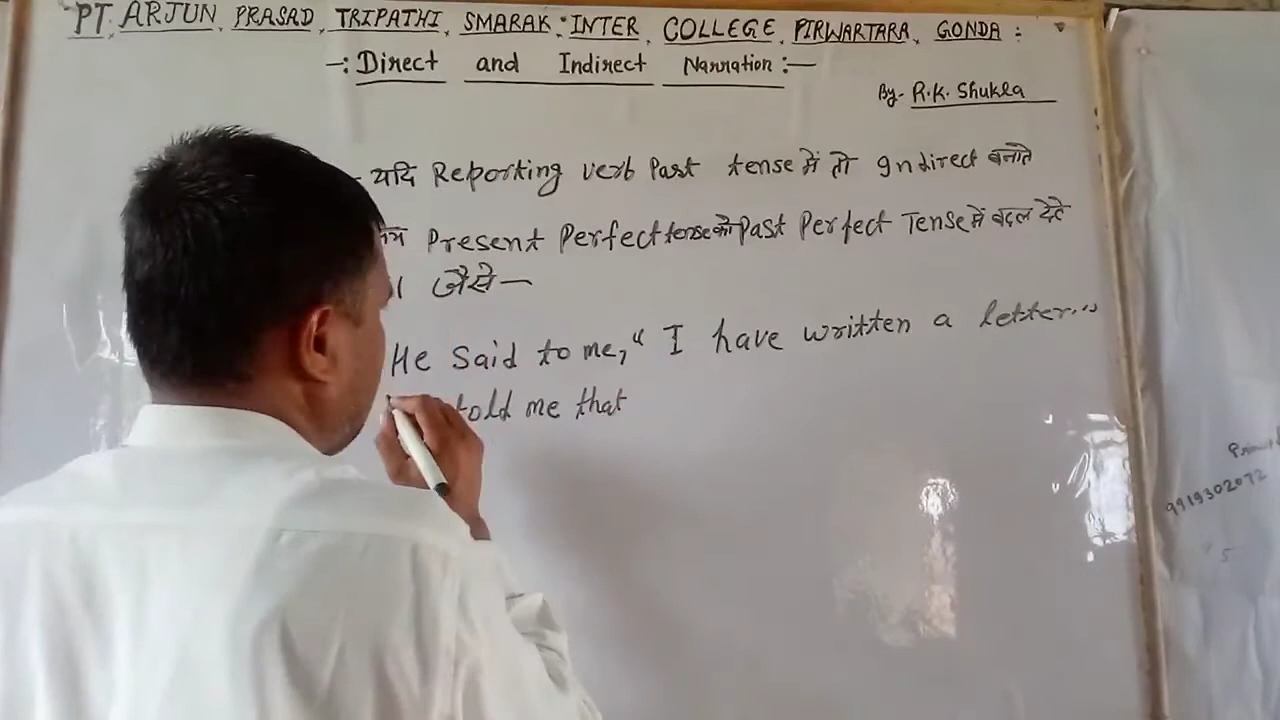 PT. ARJUN PRASAD TRIPATHI SMARAK INTER COLLEGE PIRWARTARA, GONDA :
-: Direct and Indirect Narration :-
By- R.K. Shukla
यदि Reporting verb Past tense में हो तो Indirect बनाते
Present Perfect tense को Past Perfect Tense में बदल देते
जैसे-
He Said to me, “I have written a letter...
told me that
9919302072
5